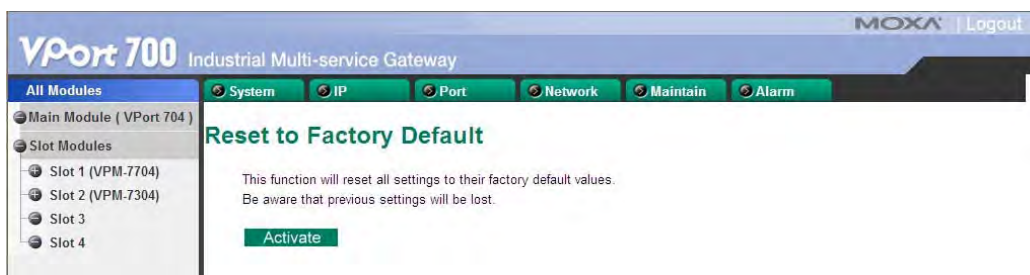 MOXA | Logout
VPort 700 Industrial Multi-service Gateway
All Modules
System IP Port Network Maintain Alarm
Main Module ( VPort 704 )
Slot Modules
Slot 1 (VPM-7704)
Slot 2 (VPM-7304)
Slot 3
Slot 4
Reset to Factory Default
This function will reset all settings to their factory default values.
Be aware that previous settings will be lost.
Activate